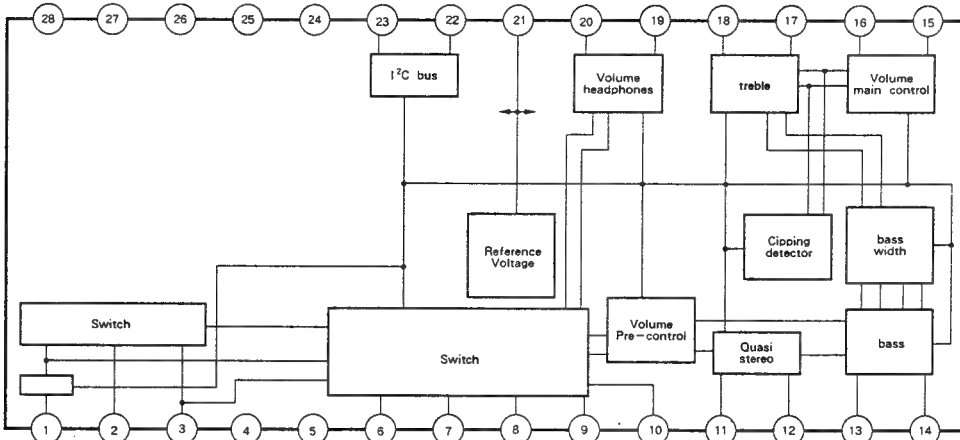 28 27 26 25 24 23 22 21 20 19 18 17 16 15
I²C bus
Volume
headphones
treble
Volume
main control
Reference
Voltage
Cipping
detector
bass
width
Switch
Switch
Volume
Pre-control
Quasi
stereo
bass
1 2 3 4 5 6 7 8 9 10 11 12 13 14